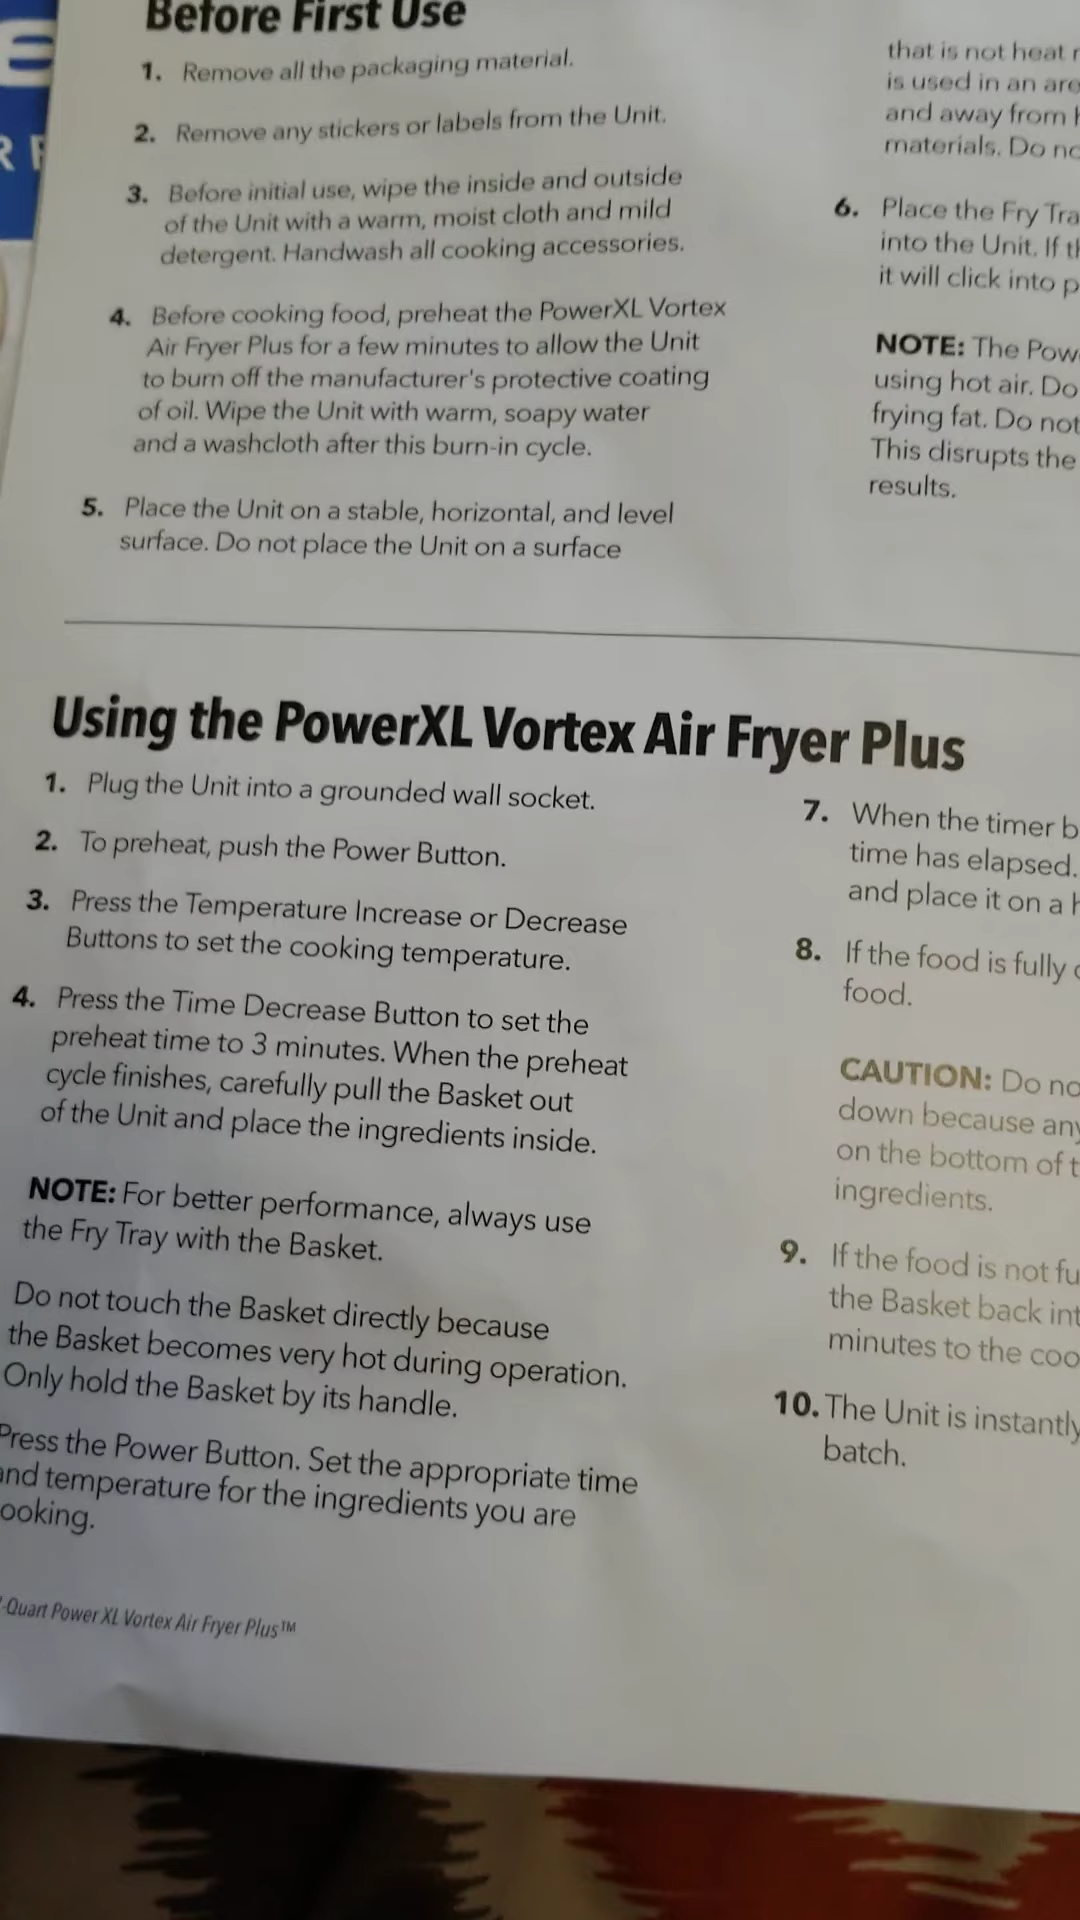 Before First Use
1. Remove all the packaging material.
2. Remove any stickers or labels from the Unit.
3. Before initial use, wipe the inside and outside
of the Unit with a warm, moist cloth and mild
detergent. Handwash all cooking accessories.
4. Before cooking food, preheat the PowerXL Vortex
Air Fryer Plus for a few minutes to allow the Unit
to burn off the manufacturer's protective coating
of oil. Wipe the Unit with warm, soapy water
and a washcloth after this burn-in cycle.
5. Place the Unit on a stable, horizontal, and level
surface. Do not place the Unit on a surface
that is not heat
is used in an
and away from
materials. Do
6. Place the Fry
into the Unit. If
it will click into
NOTE: The
using hot air. Do
frying fat. Do not
This disrupts the
results.
Using the PowerXL Vortex Air Fryer Plus
1. Plug the Unit into a grounded wall socket.
2. To preheat, push the Power Button.
3. Press the Temperature Increase or Decrease
Buttons to set the cooking temperature.
4. Press the Time Decrease Button to set the
preheat time to 3 minutes. When the preheat
cycle finishes, carefully pull the Basket out
of the Unit and place the ingredients inside.
NOTE: For better performance, always use
the Fry Tray with the Basket.
Do not touch the Basket directly because
the Basket becomes very hot during operation.
Only hold the Basket by its handle.
Press the Power Button. Set the appropriate time
and temperature for the ingredients you are
ooking.
7. When the timer
time has elapsed.
and place it on a
8. If the food is fully
food.
CAUTION: Do
down because any
on the bottom of
ingredients.
9. If the food is not
the Basket back
minutes to the
10. The Unit is instantly
batch.
-Quart Power XL Vortex Air Fryer Plus™